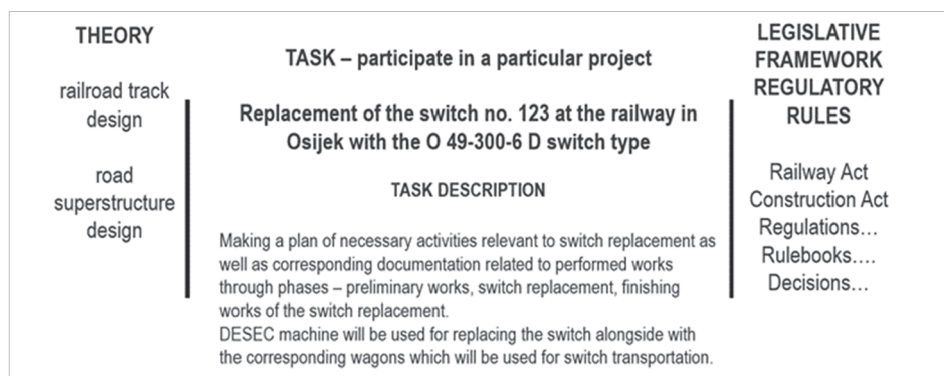 THEORY
railroad track
design
road
superstructure
design
TASK – participate in a particular project
Replacement of the switch no. 123 at the railway in
Osijek with the O 49-300-6 D switch type
TASK DESCRIPTION
Making a plan of necessary activities relevant to switch replacement as
well as corresponding documentation related to performed works
through phases – preliminary works, switch replacement, finishing
works of the switch replacement.
DESEC machine will be used for replacing the switch alongside with
the corresponding wagons which will be used for switch transportation.
LEGISLATIVE
FRAMEWORK
REGULATORY
RULES
Railway Act
Construction Act
Regulations…
Rulebooks….
Decisions…